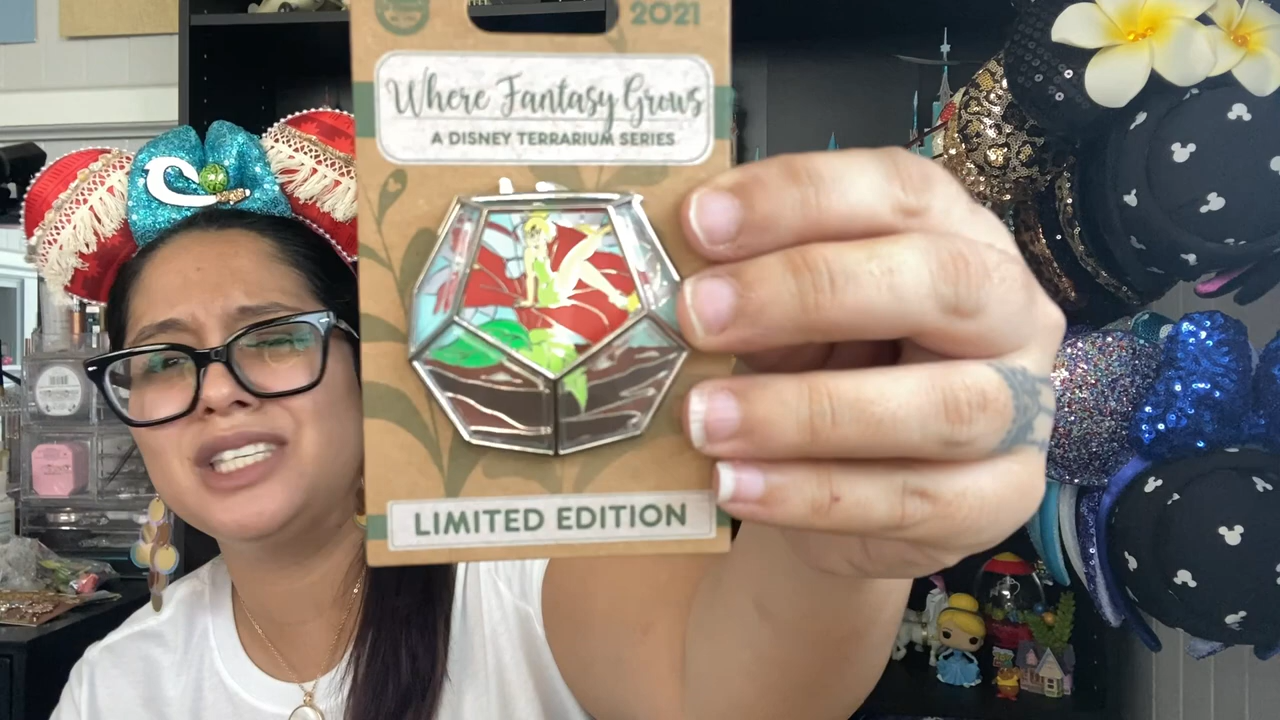 2021
Where Fantasy Grows
A DISNEY TERRARIUM SERIES
LIMITED EDITION